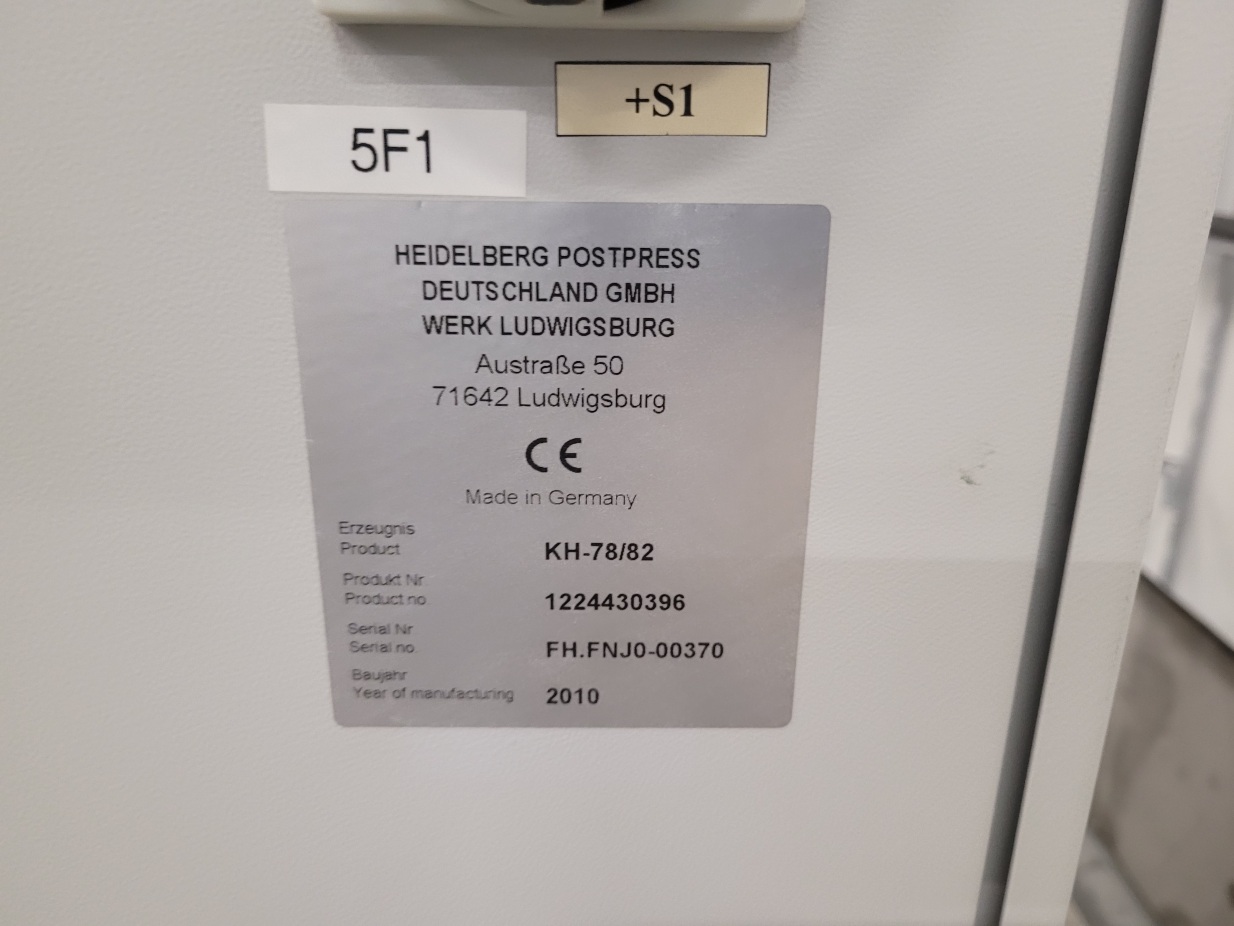 +S1
5F1
HEIDELBERG POSTPRESS
DEUTSCHLAND GMBH
WERK LUDWIGSBURG
Austraße 50
71642 Ludwigsburg
CE
Made in Germany
Erzeugnis
Product KH-78/82
Produkt Nr
Product no 1224430396
Serial Nr
Serial no. FH.FNJ0-00370
Baujahr
Year of manufacturing 2010